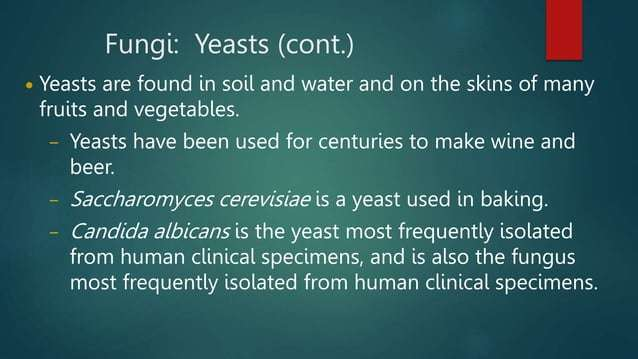 Fungi: Yeasts (cont.)
• Yeasts are found in soil and water and on the skins of many
fruits and vegetables.
– Yeasts have been used for centuries to make wine and
beer.
– Saccharomyces cerevisiae is a yeast used in baking.
– Candida albicans is the yeast most frequently isolated
from human clinical specimens, and is also the fungus
most frequently isolated from human clinical specimens.